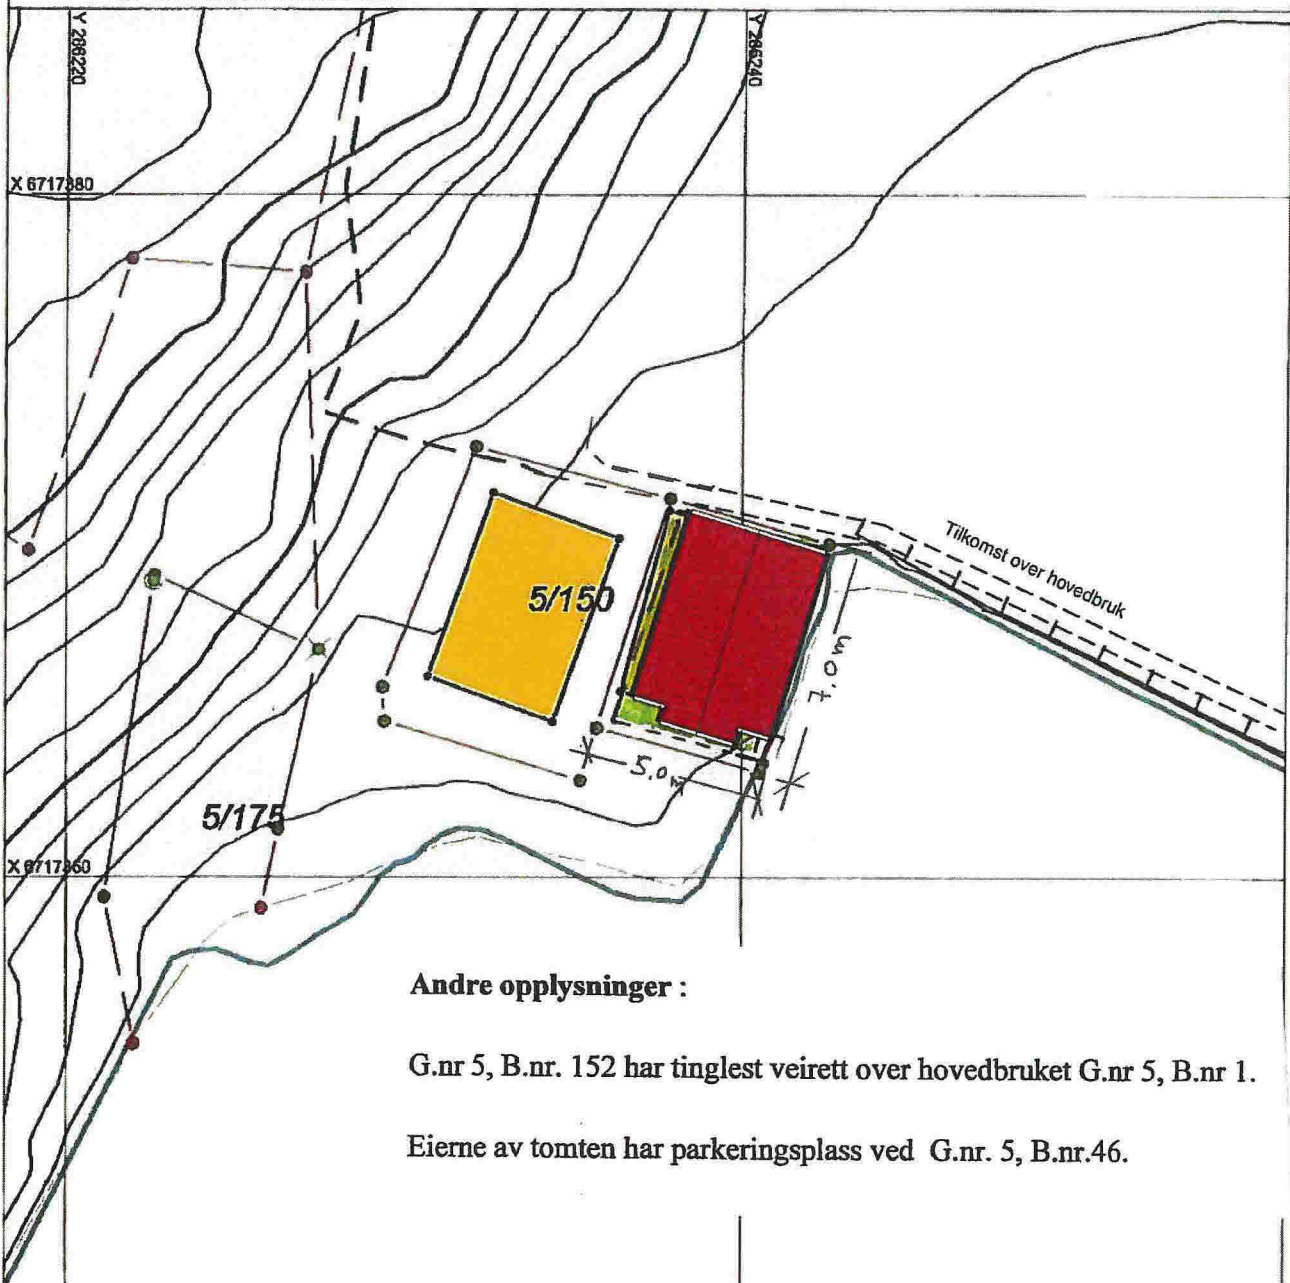 Y 286220
Y 286240
X 6717380
Tilkomst over hovedbruk
5/150
7.0m
5.0m
5/175
X 6717360
Andre opplysninger :
G.nr 5, B.nr. 152 har tinglest veirett over hovedbruket G.nr 5, B.nr 1.
Eierne av tomten har parkeringsplass ved G.nr. 5, B.nr.46.